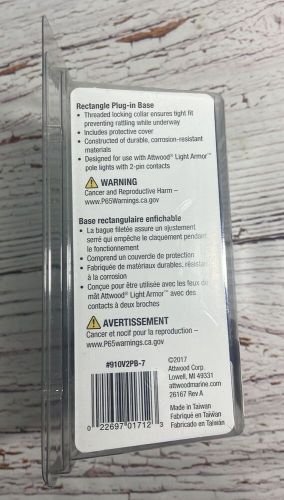 Rectangle Plug-in Base
• Threaded locking collar ensures tight fit
preventing rattling while underway
• Includes protective cover
• Constructed of durable, corrosion-resistant
materials
• Designed for use with Attwood® Light Armor™
pole lights with 2-pin contacts
WARNING
Cancer and Reproductive Harm –
www.P65Warnings.ca.gov
Base rectangulaire enfichable
• La bague filetée assure un ajustement
serré qui empêche le claquement pendant
le fonctionnement
• Comprend un couvercle de protection
• Fabriquée de matériaux durables,
à la corrosion
• Conçue pour être utilisée avec les feux de
mât Attwood® Light Armor™ avec des
contacts à deux broches
AVERTISSEMENT
Cancer et nocif pour la reproduction –
www.P65Warnings.ca.gov
#910V2PB-7
0 22697 01712 3
©2017
Attwood Corp.
Lowell, MI 49331
attwoodmarine.com
26167 Rev A
Made in Taiwan
Fabriqué en Taiwan
Fabricado en Taiwán